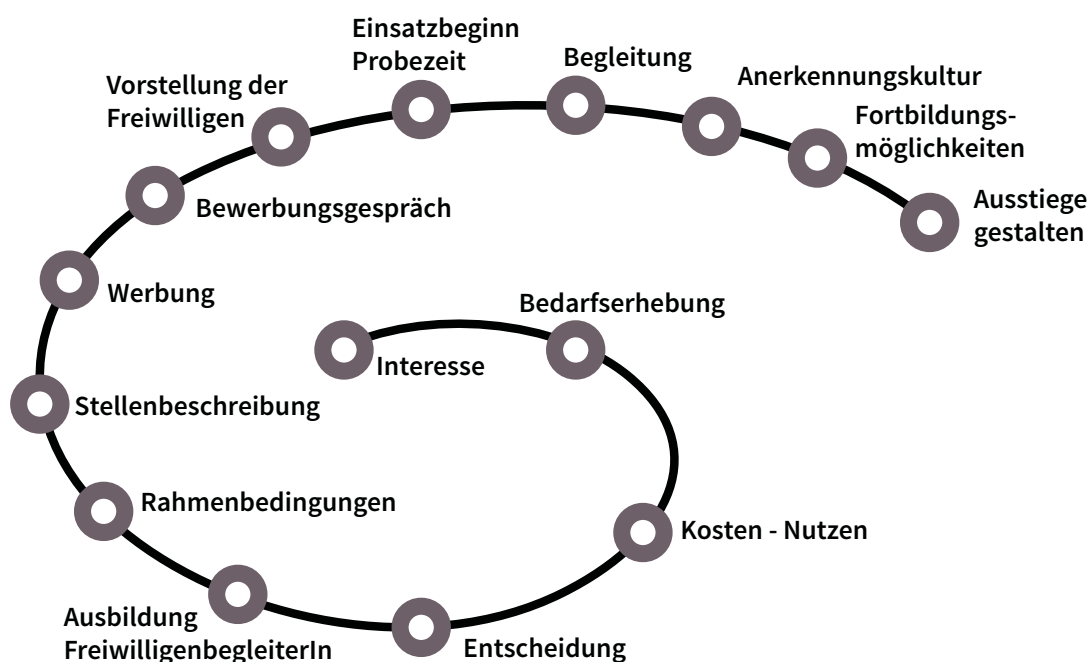 Einsatzbeginn
Probezeit
Begleitung
Anerkennungskultur
Vorstellung der
Freiwilligen
Fortbildungs-
möglichkeiten
Ausstiege
gestalten
Bewerbungsgespräch
Werbung
Bedarfserhebung
Interesse
Stellenbeschreibung
Rahmenbedingungen
Kosten - Nutzen
Ausbildung
FreiwilligenbegleiterIn
Entscheidung